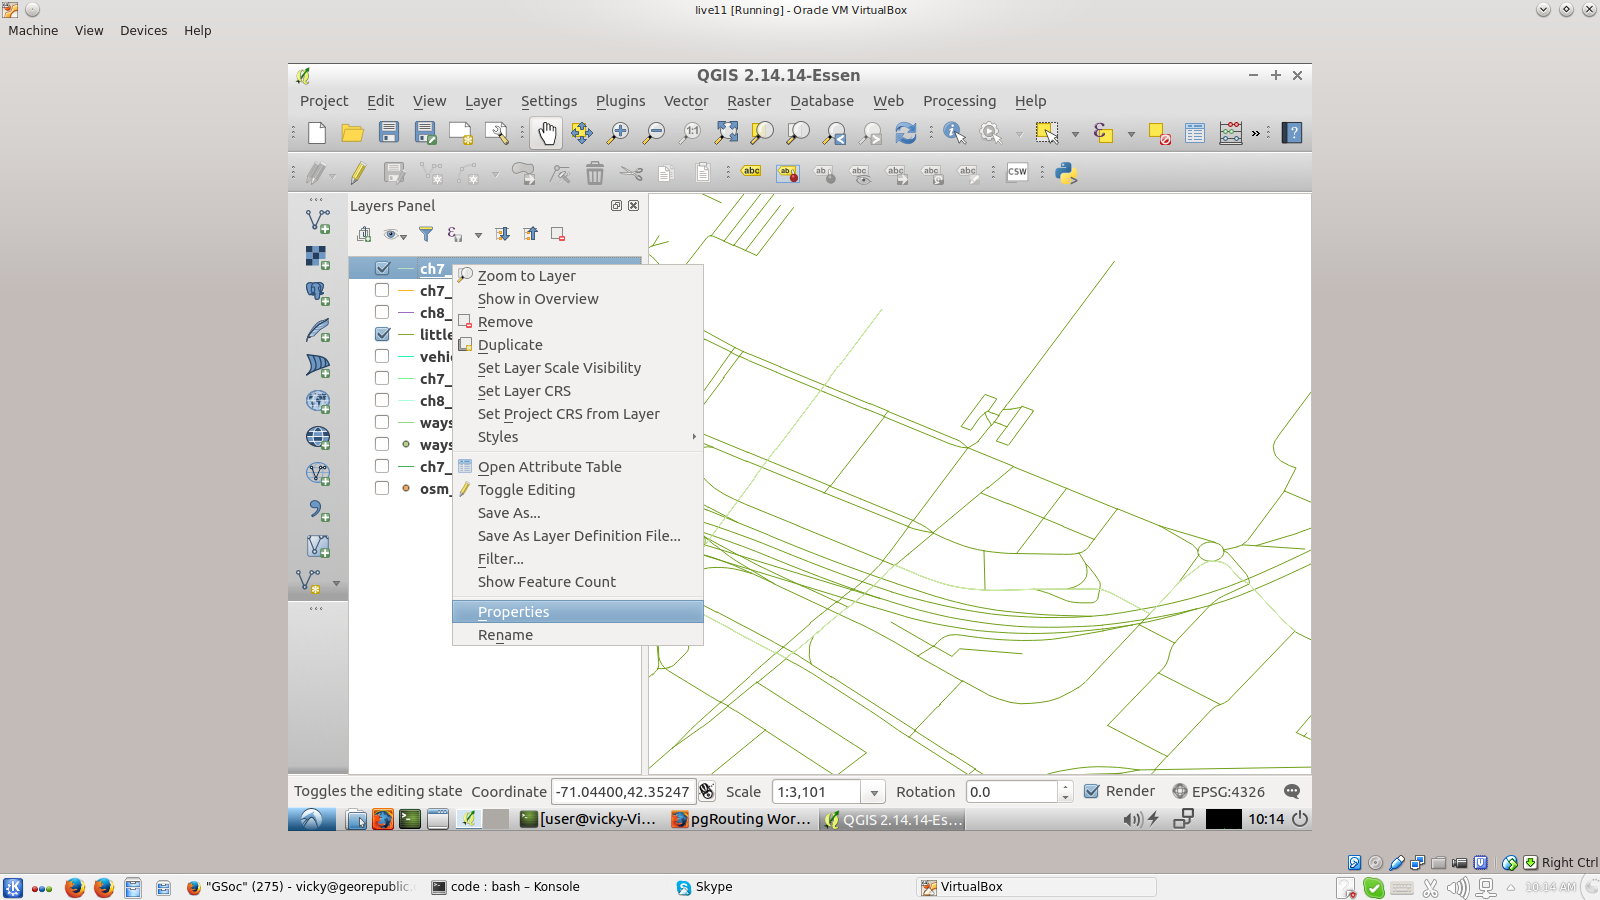 live11 [Running] - Oracle VM VirtualBox
Machine View Devices Help
QGIS 2.14.14-Essen
Project Edit View Layer Settings Plugins Vector Raster Database Web Processing Help
abc
CSW
Layers Panel
ch7_
ch7_
ch8_
little
vehi
ch7_
ch8_
ways
ways
ch7_
osm_
Zoom to Layer
Show in Overview
Remove
Duplicate
Set Layer Scale Visibility
Set Layer CRS
Set Project CRS from Layer
Styles
Open Attribute Table
Toggle Editing
Save As...
Save As Layer Definition File...
Filter...
Show Feature Count
Properties
Rename
Toggles the editing state Coordinate -71.04400,42.35247 Scale 1:3,101 Rotation 0.0 Render EPSG:4326
[user@vicky-Vi... pgRouting Wor... QGIS 2.14.14-Es... 10:14
Right Ctrl
"GSoc" (275) - vicky@georepublic. code : bash – Konsole Skype VirtualBox 10:14 AM